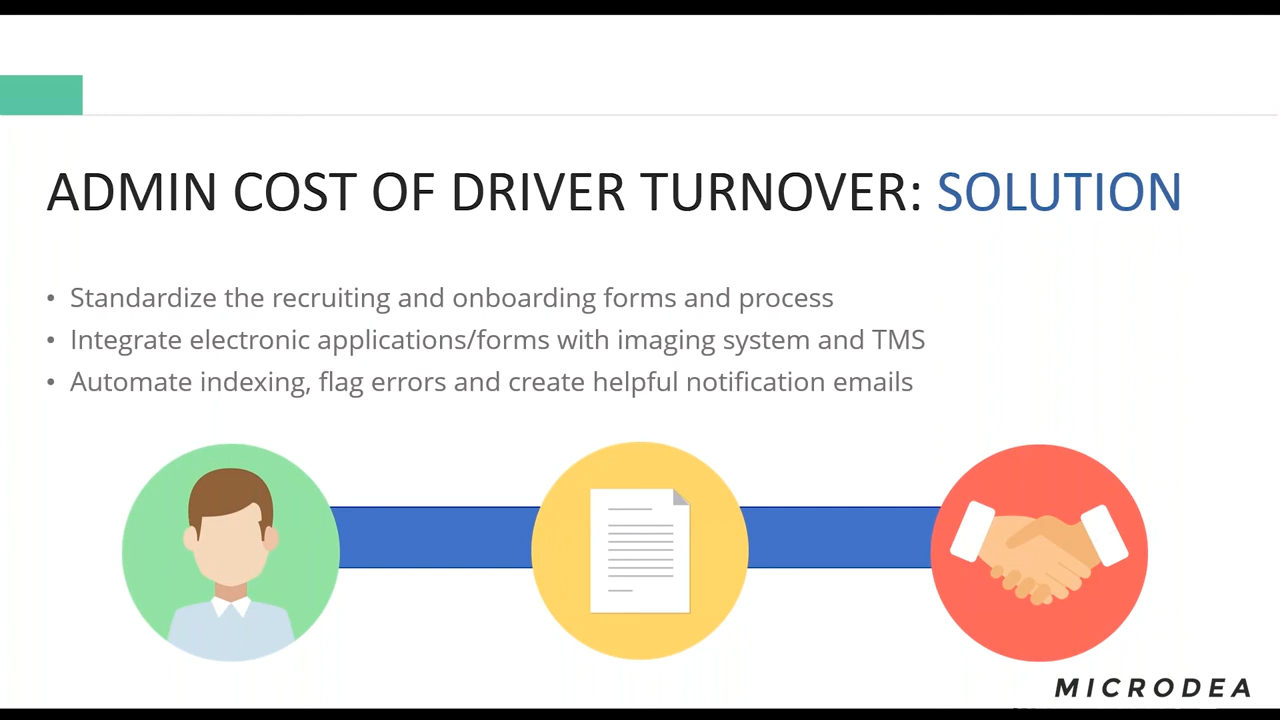 ADMIN COST OF DRIVER TURNOVER: SOLUTION
• Standardize the recruiting and onboarding forms and process
• Integrate electronic applications/forms with imaging system and TMS
• Automate indexing, flag errors and create helpful notification emails
MICRODEA